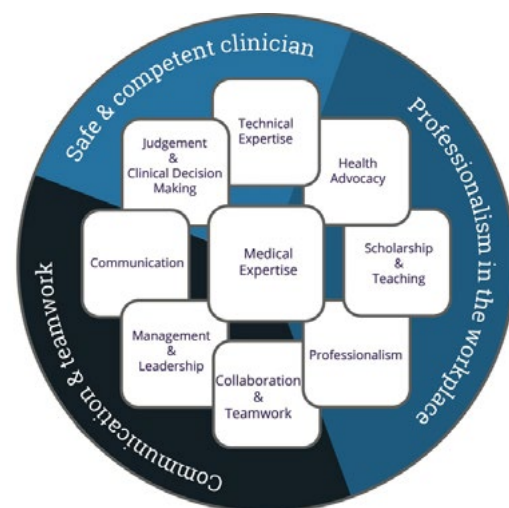 Safe & competent clinician
Professionalism in the workplace
Communication & teamwork
Technical
Expertise
Judgement
&
Clinical Decision
Making
Health
Advocacy
Communication
Medical
Expertise
Scholarship
&
Teaching
Management
&
Leadership
Professionalism
Collaboration
&
Teamwork